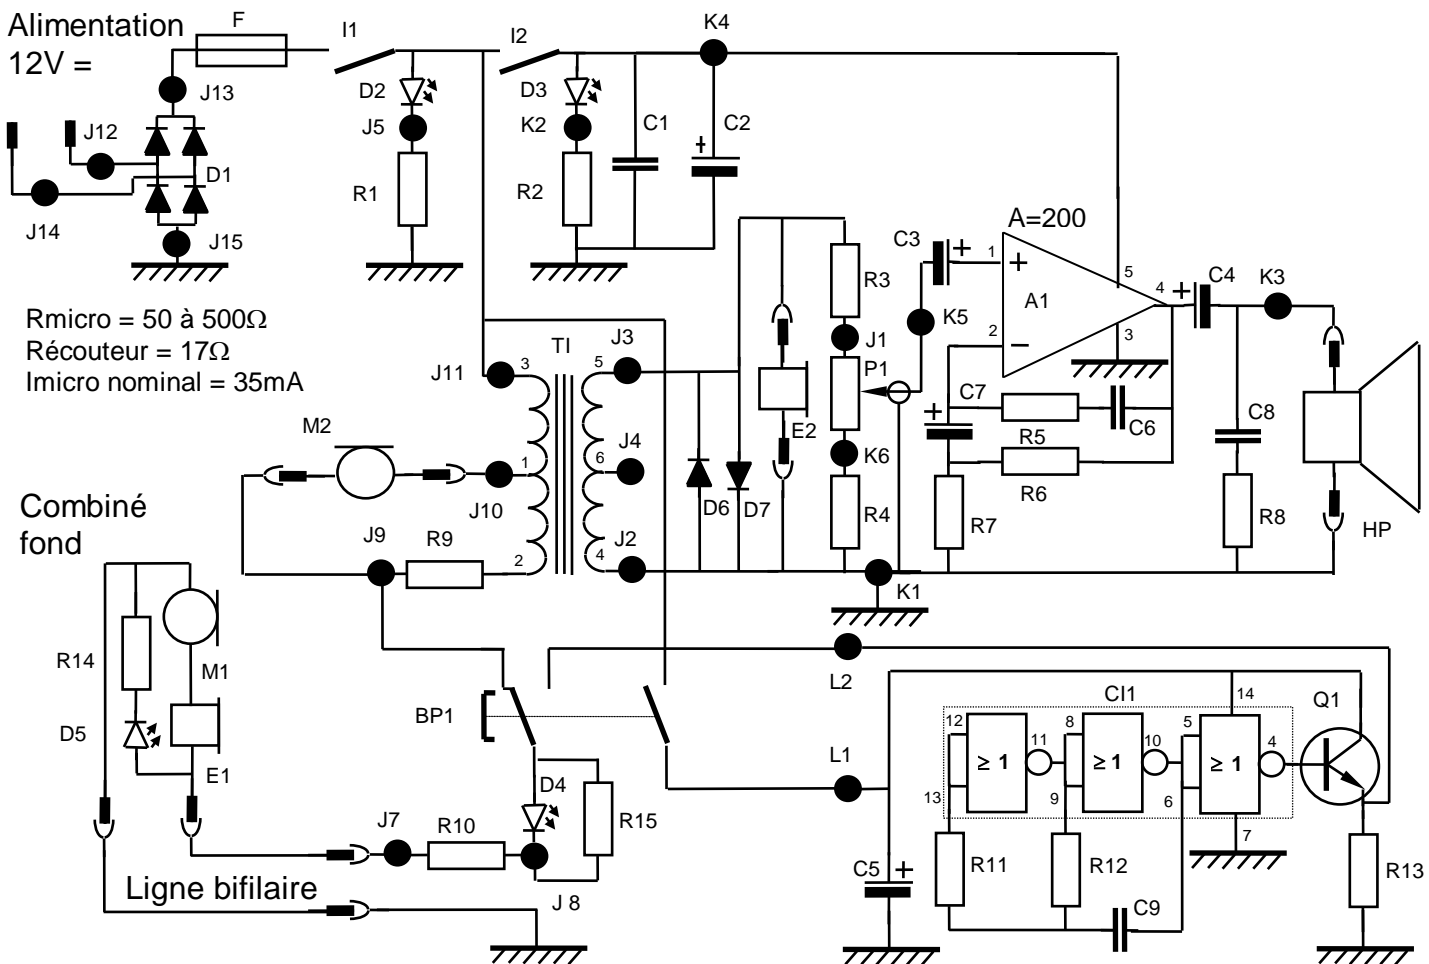 Alimentation
12V =
F
I1
I2
K4
J13
D2
D3
C1
C2
J12
J5
K2
+
D1
R1
R2
J14
J15
A=200
C3
+
1
+
5
4
C4
+
K3
R3
A1
K5
2
−
3
Rmicro = 50 à 500Ω
Récouteur = 17Ω
Imicro nominal = 35mA
TI
J3
J1
P1
J11
3
5
C7
+
C6
C8
M2
E2
R5
J4
1
6
K6
J10
D6
D7
R6
Combiné
fond
R4
R7
R8
HP
J9
R9
J2
2
4
K1
R14
M1
L2
BP1
CI1
14
Q1
D5
12
8
5
11
10
4
≥ 1
≥ 1
≥ 1
L1
E1
D4
13
9
6
J7
R10
R15
7
C5
+
R11
R12
R13
Ligne bifilaire
J 8
C9